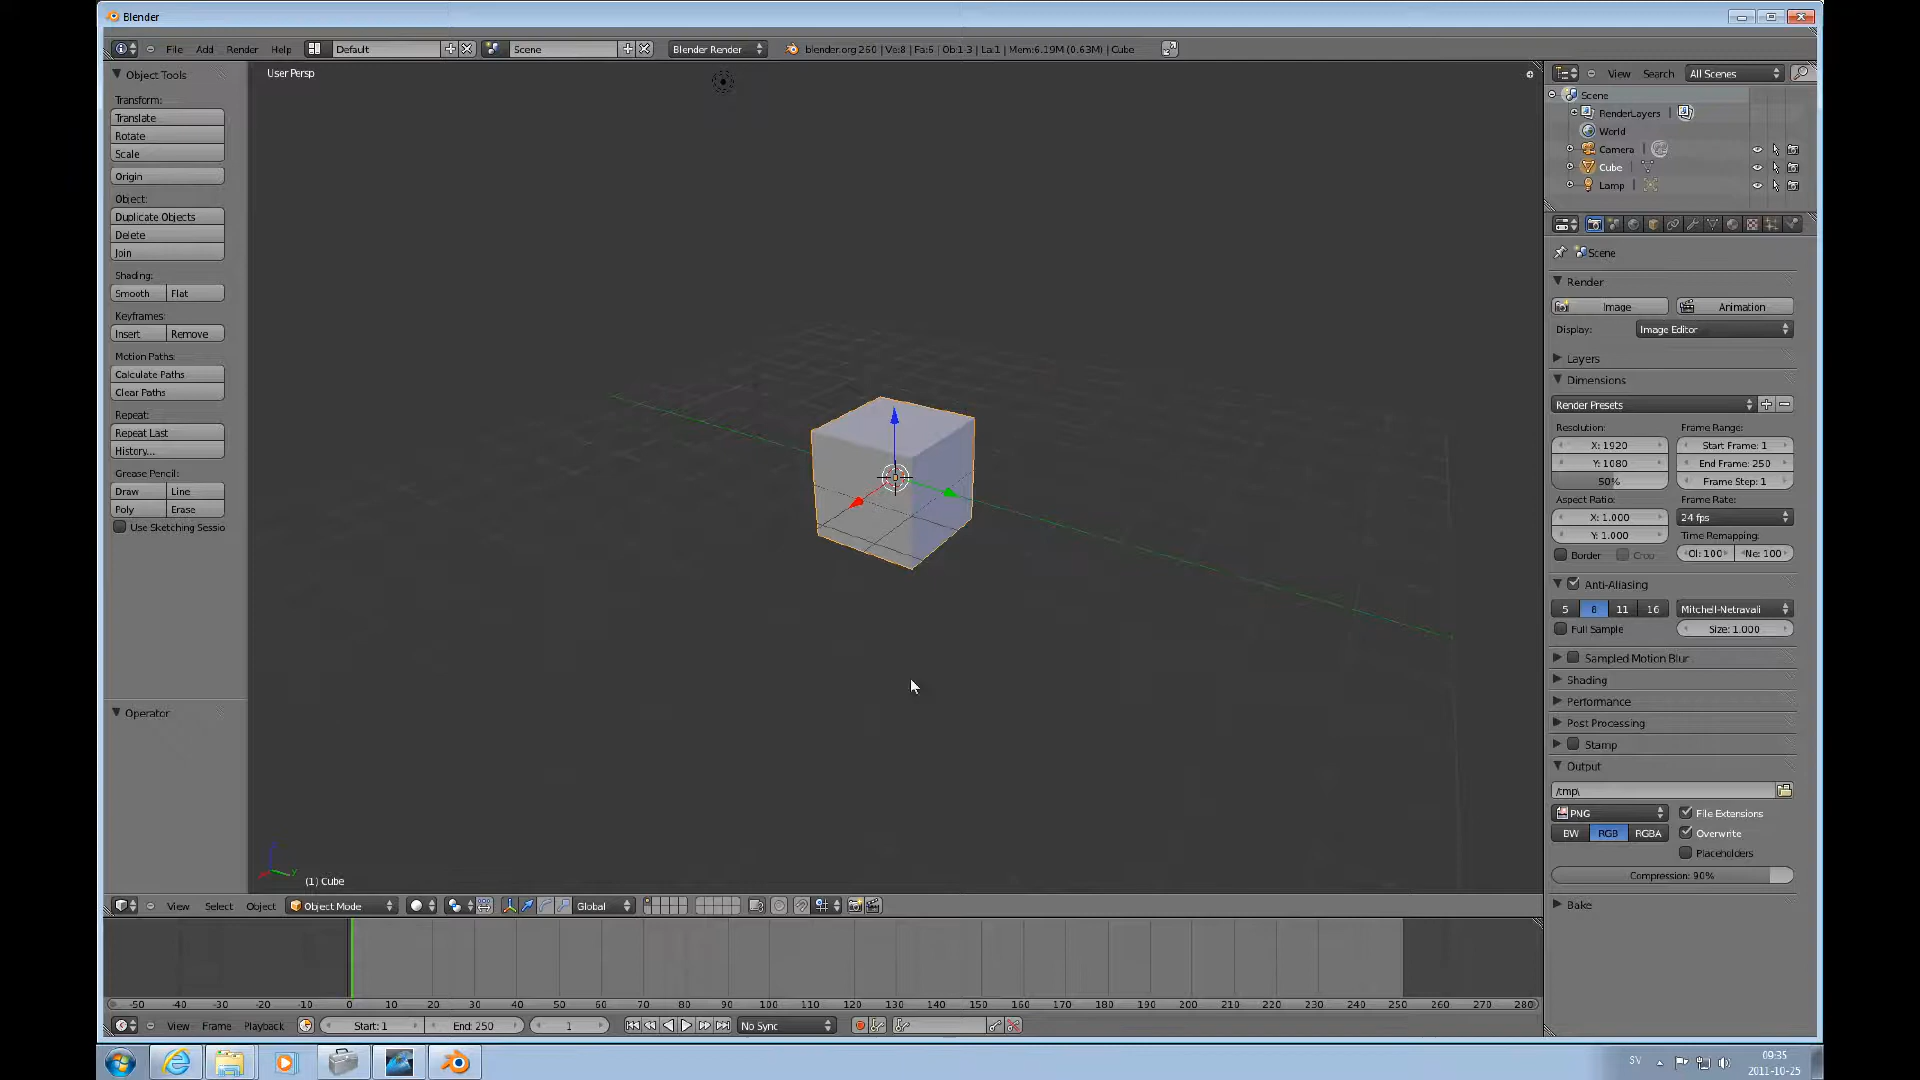 Blender
File Add Render Help Default Scene Blender Render blender.org 260 | Ve:8 | Fa:6 | Ob:1-3 | La:1 | Mem:6.19M (0.63M) | Cube
Object Tools
Transform:
Translate
Rotate
Scale
Origin
Object:
Duplicate Objects
Delete
Join
Shading:
Smooth Flat
Keyframes:
Insert Remove
Motion Paths:
Calculate Paths
Clear Paths
Repeat:
Repeat Last
History...
Grease Pencil:
Draw Line
Poly Erase
Use Sketching Sessio
Operator
User Persp
(1) Cube
View Select Object Object Mode Global
-50 -40 -30 -20 -10 0 10 20 30 40 50 60 70 80 90 100 110 120 130 140 150 160 170 180 190 200 210 220 230 240 250 260 270 280
View Frame Playback Start: 1 End: 250 1 No Sync
View Search All Scenes
Scene
RenderLayers |
World
Camera |
Cube |
Lamp |
Scene
Render
Image Animation
Display: Image Editor
Layers
Dimensions
Render Presets
Resolution: Frame Range:
X: 1920 Start Frame: 1
Y: 1080 End Frame: 250
50% Frame Step: 1
Aspect Ratio: Frame Rate:
X: 1.000 24 fps
Y: 1.000 Time Remapping:
Border Crop Ol: 100 Ne: 100
Anti-Aliasing
5 8 11 16 Mitchell-Netravali
Full Sample Size: 1.000
Sampled Motion Blur
Shading
Performance
Post Processing
Stamp
Output
/tmp\
PNG File Extensions
BW RGB RGBA Overwrite
Placeholders
Compression: 90%
Bake
SV 09:35
2011-10-25